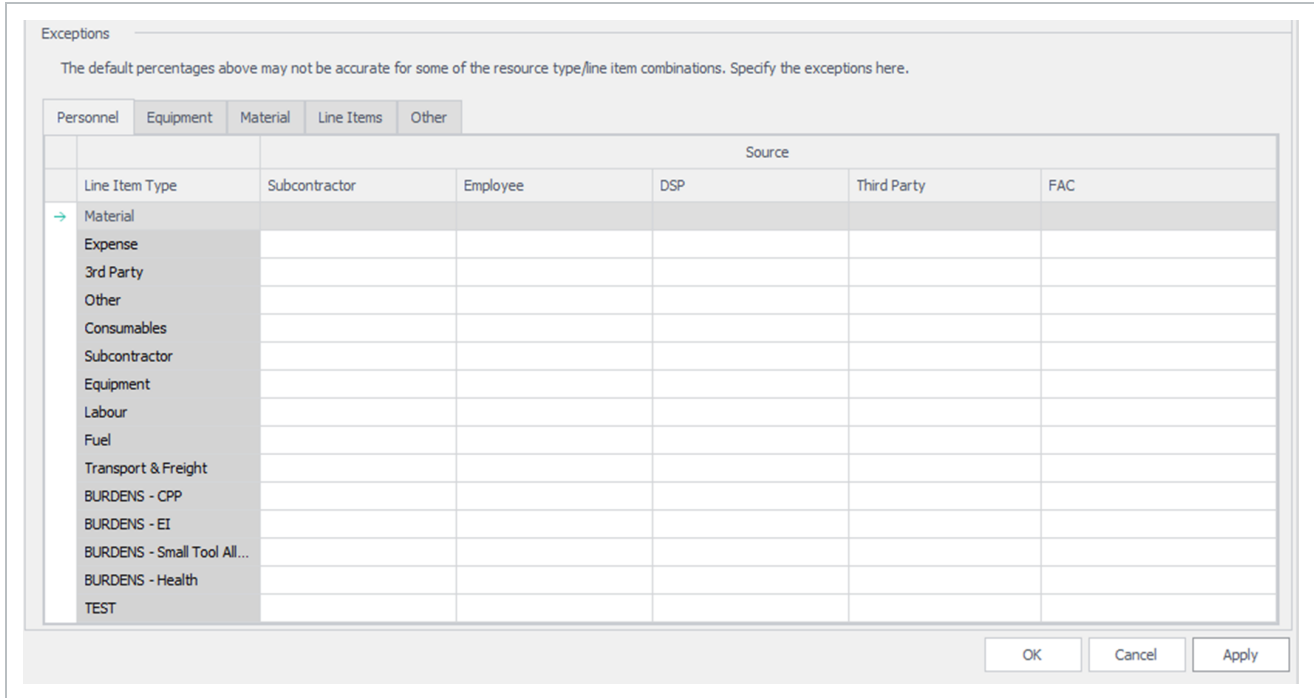 Exceptions
The default percentages above may not be accurate for some of the resource type/line item combinations. Specify the exceptions here.
Personnel Equipment Material Line Items Other
Source
Line Item Type Subcontractor Employee DSP Third Party FAC
Material
Expense
3rd Party
Other
Consumables
Subcontractor
Equipment
Labour
Fuel
Transport & Freight
BURDENS - CPP
BURDENS - EI
BURDENS - Small Tool All...
BURDENS - Health
TEST
OK Cancel Apply